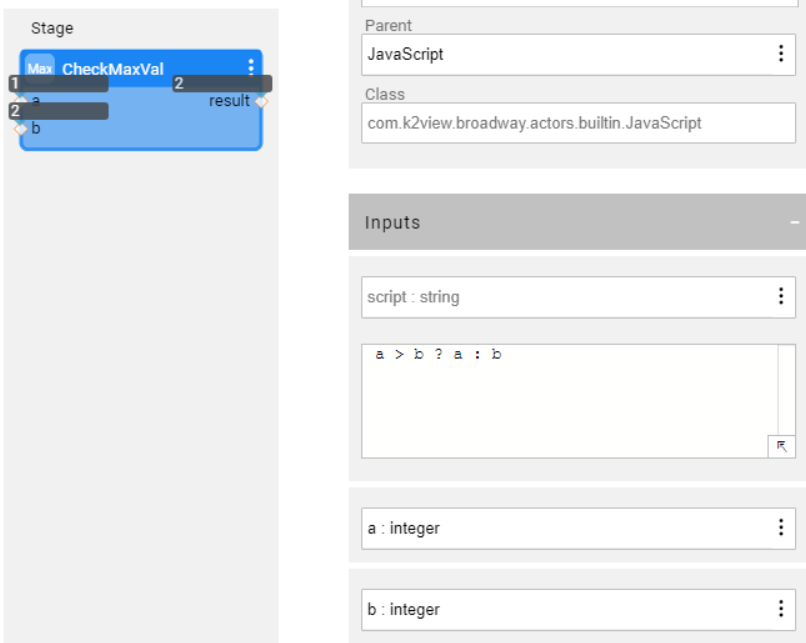 Stage
Max CheckMaxVal
1
2
a
result
2
b
Parent
JavaScript
Class
com.k2view.broadway.actors.builtin.JavaScript
Inputs
script : string
a > b ? a : b
a : integer
b : integer